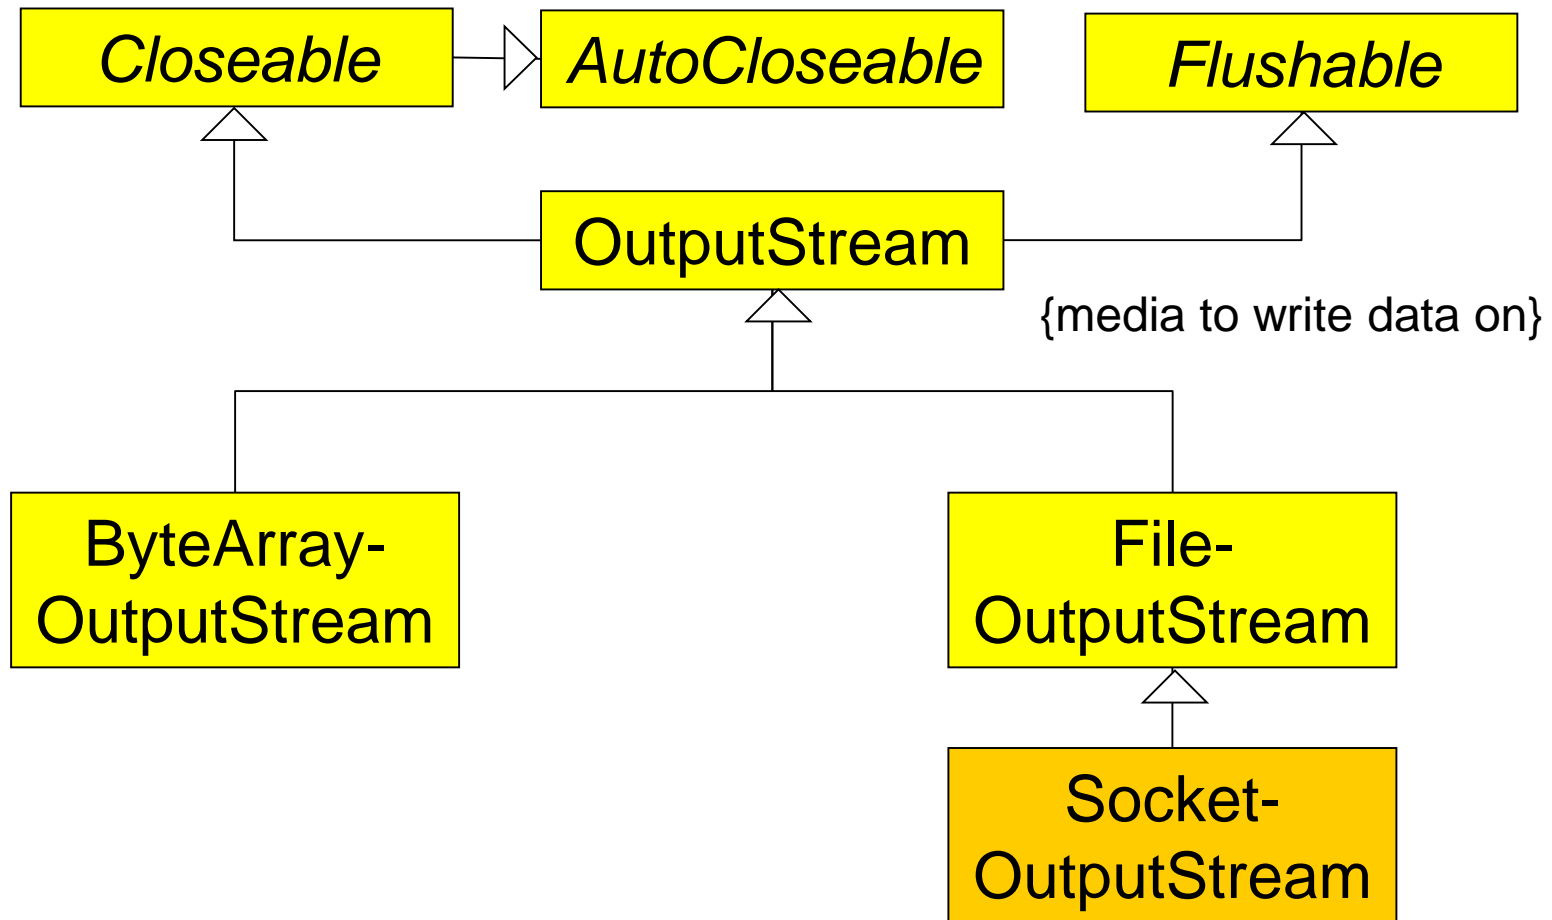 Closeable
AutoCloseable
Flushable
OutputStream
{media to write data on}
ByteArray-
OutputStream
File-
OutputStream
Socket-
OutputStream